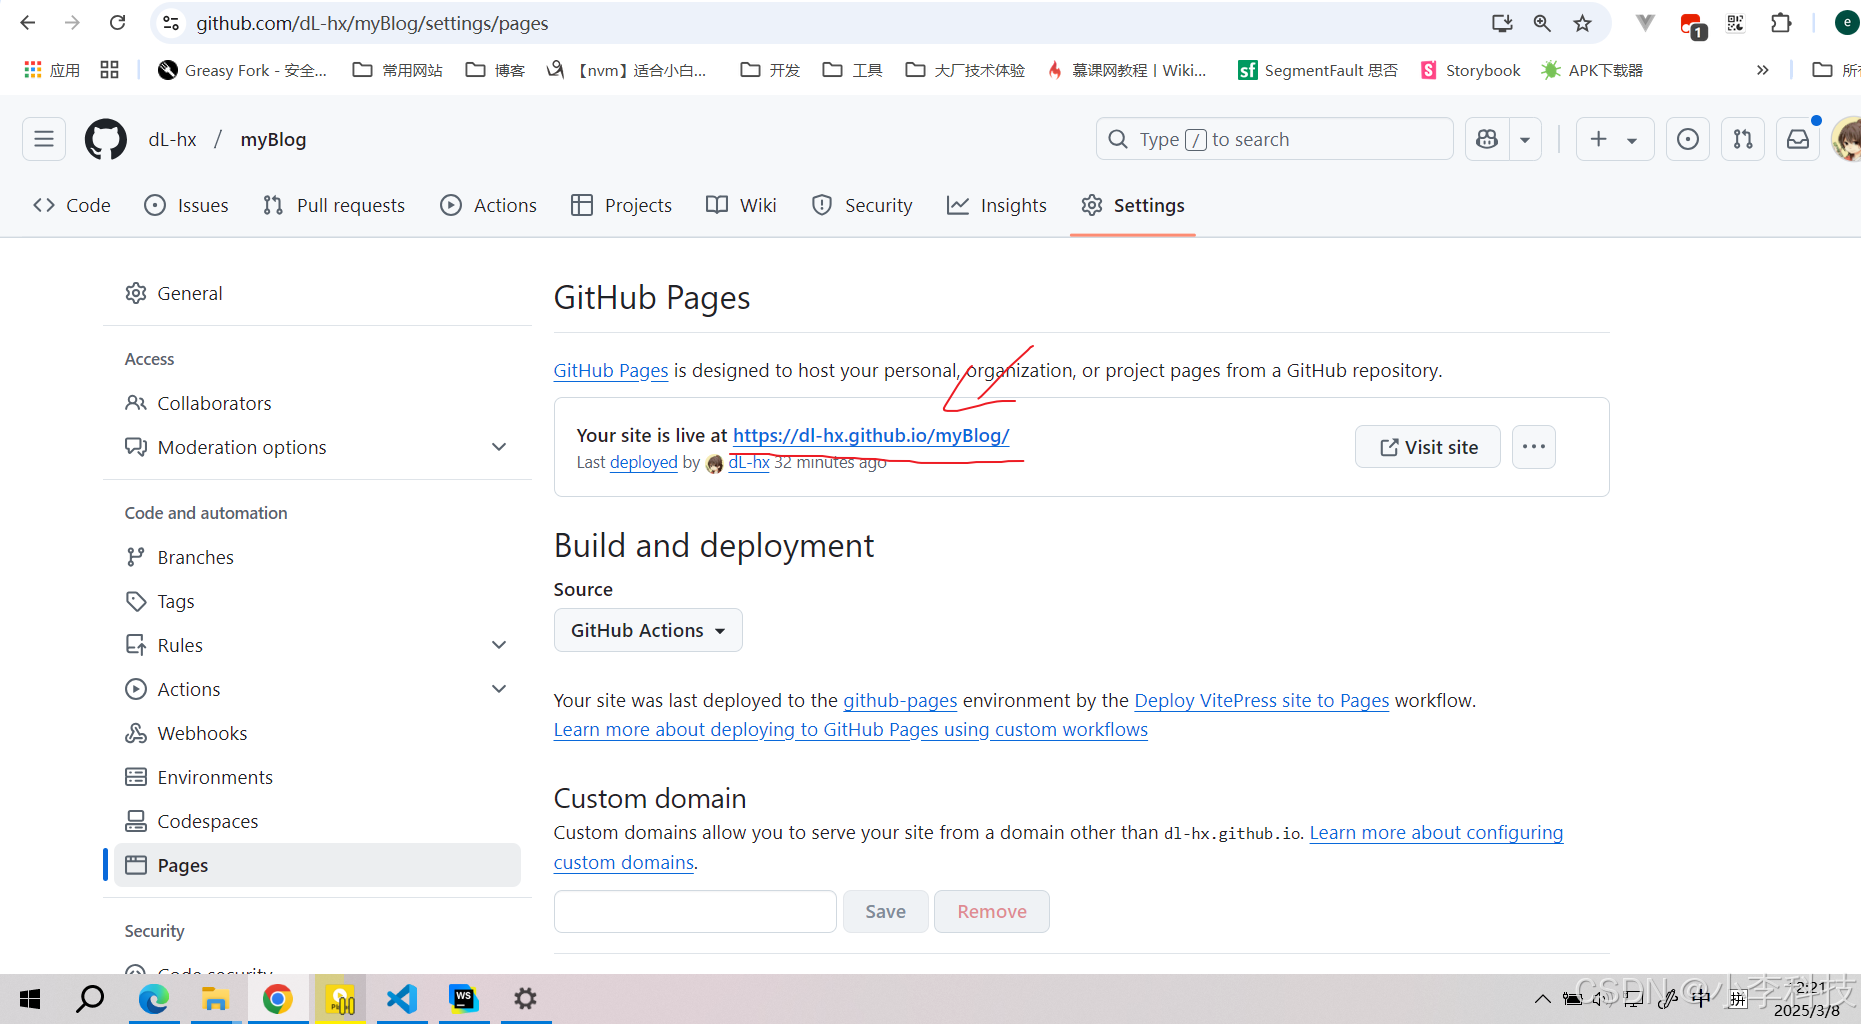 github.com/dL-hx/myBlog/settings/pages
1
e
应用
Greasy Fork - 安全...
常用网站
博客
【nvm】适合小白...
开发
工具
大厂技术体验
慕课网教程丨Wiki...
SegmentFault 思否
Storybook
APK下载器
»
dL-hx / myBlog
Type / to search
Code
Issues
Pull requests
Actions
Projects
Wiki
Security
Insights
Settings
General
Access
Collaborators
Moderation options
Code and automation
Branches
Tags
Rules
Actions
Webhooks
Environments
Codespaces
Pages
Security
Code security
GitHub Pages
GitHub Pages is designed to host your personal, organization, or project pages from a GitHub repository.
Your site is live at https://dl-hx.github.io/myBlog/
Last deployed by dL-hx 32 minutes ago
Visit site
Build and deployment
Source
GitHub Actions
Your site was last deployed to the github-pages environment by the Deploy VitePress site to Pages workflow.
Learn more about deploying to GitHub Pages using custom workflows
Custom domain
Custom domains allow you to serve your site from a domain other than dl-hx.github.io. Learn more about configuring
custom domains.
Save
Remove
WS
中
拼
12:21
2025/3/8
CSDN @小李科技